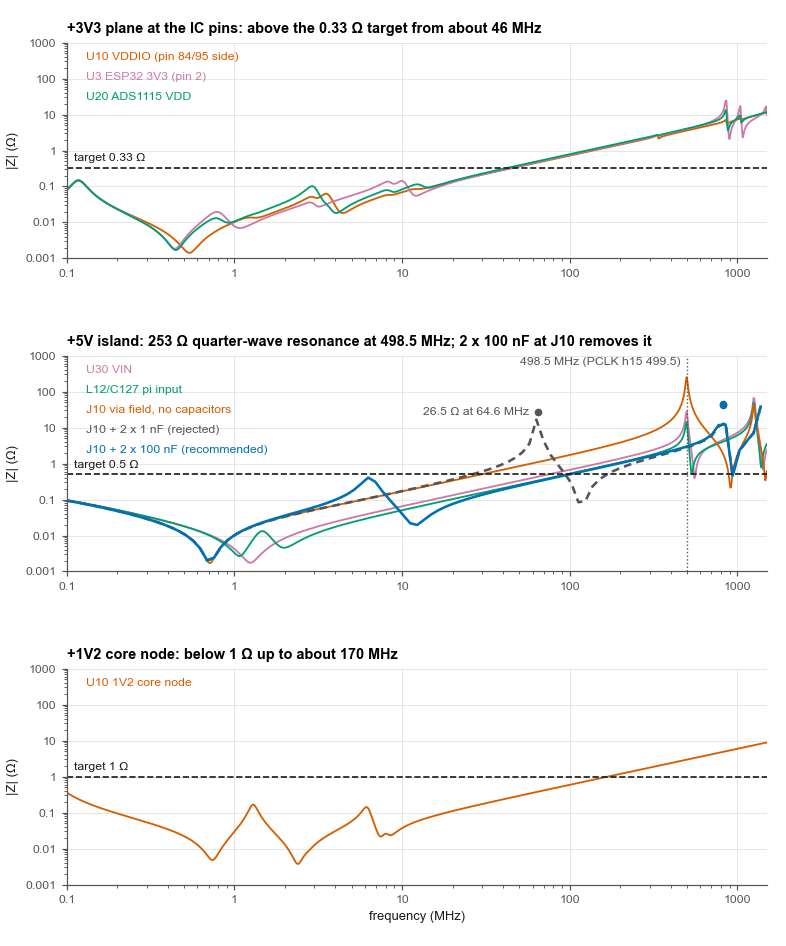 +3V3 plane at the IC pins: above the 0.33 Ω target from about 46 MHz
1000
U10 VDDIO (pin 84/95 side)
100
U3 ESP32 3V3 (pin 2)
U20 ADS1115 VDD
10
|Z| (Ω)
1
target 0.33 Ω
0.1
0.01
0.001
0.1
1
10
100
1000
+5V island: 253 Ω quarter-wave resonance at 498.5 MHz; 2 x 100 nF at J10 removes it
1000
498.5 MHz (PCLK h15 499.5)
U30 VIN
100
L12/C127 pi input
J10 via field, no capacitors
26.5 Ω at 64.6 MHz
10
J10 + 2 x 1 nF (rejected)
J10 + 2 x 100 nF (recommended)
|Z| (Ω)
1
target 0.5 Ω
0.1
0.01
0.001
0.1
1
10
100
1000
+1V2 core node: below 1 Ω up to about 170 MHz
1000
U10 1V2 core node
100
10
|Z| (Ω)
target 1 Ω
1
0.1
0.01
0.001
0.1
1
10
100
1000
frequency (MHz)